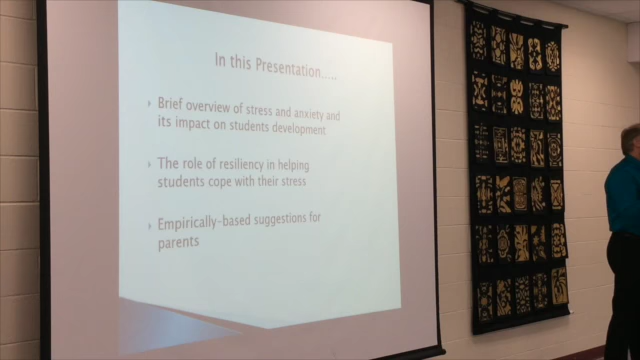 In this Presentation.....
Brief overview of stress and anxiety and
its impact on students development
The role of resiliency in helping
students cope with their stress
Empirically-based suggestions for
parents